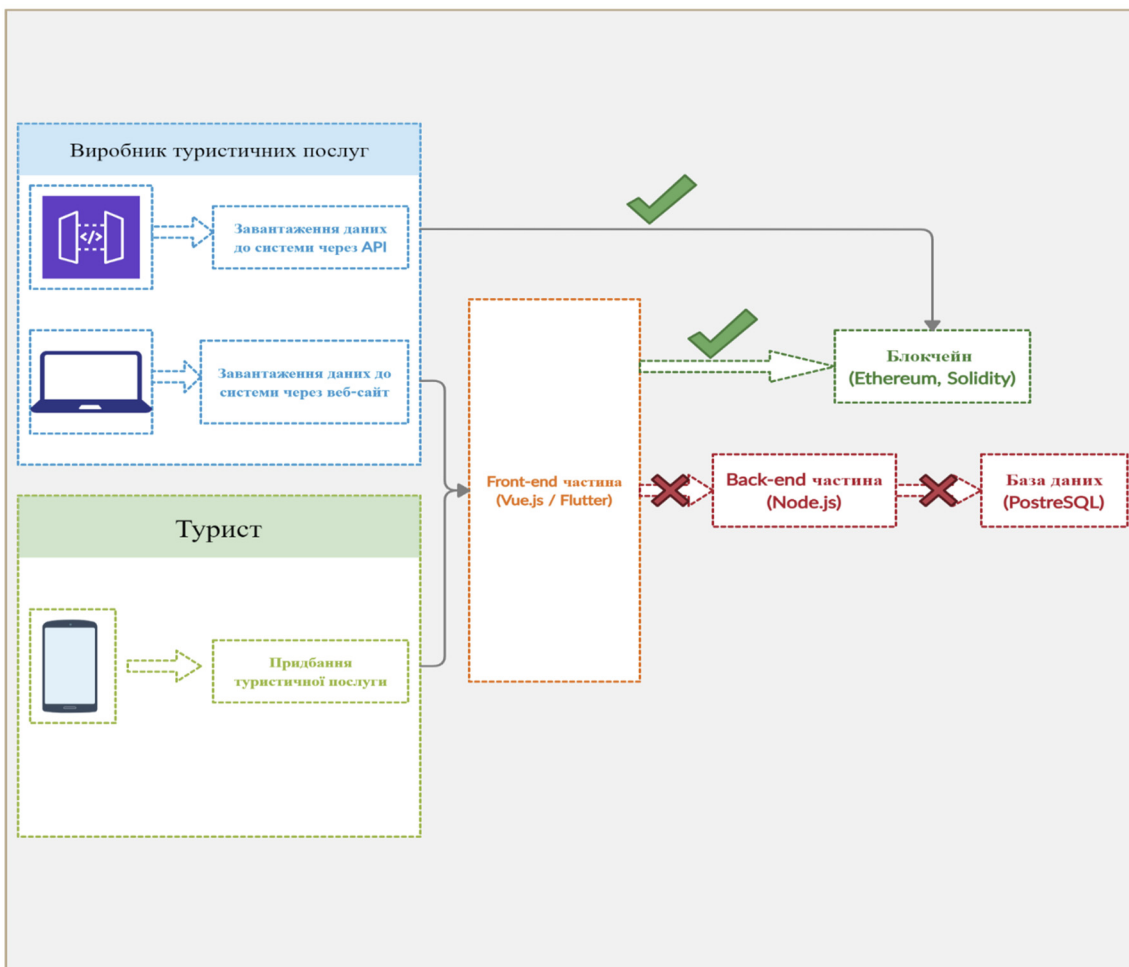 Виробник туристичних послуг
</>
Завантаження даних
до системи через API
Завантаження даних до
системи через веб-сайт
Турист
Придбання
туристичної послуги
Front-end частина
(Vue.js / Flutter)
Блокчейн
(Ethereum, Solidity)
Back-end частина
(Node.js)
База даних
(PostreSQL)